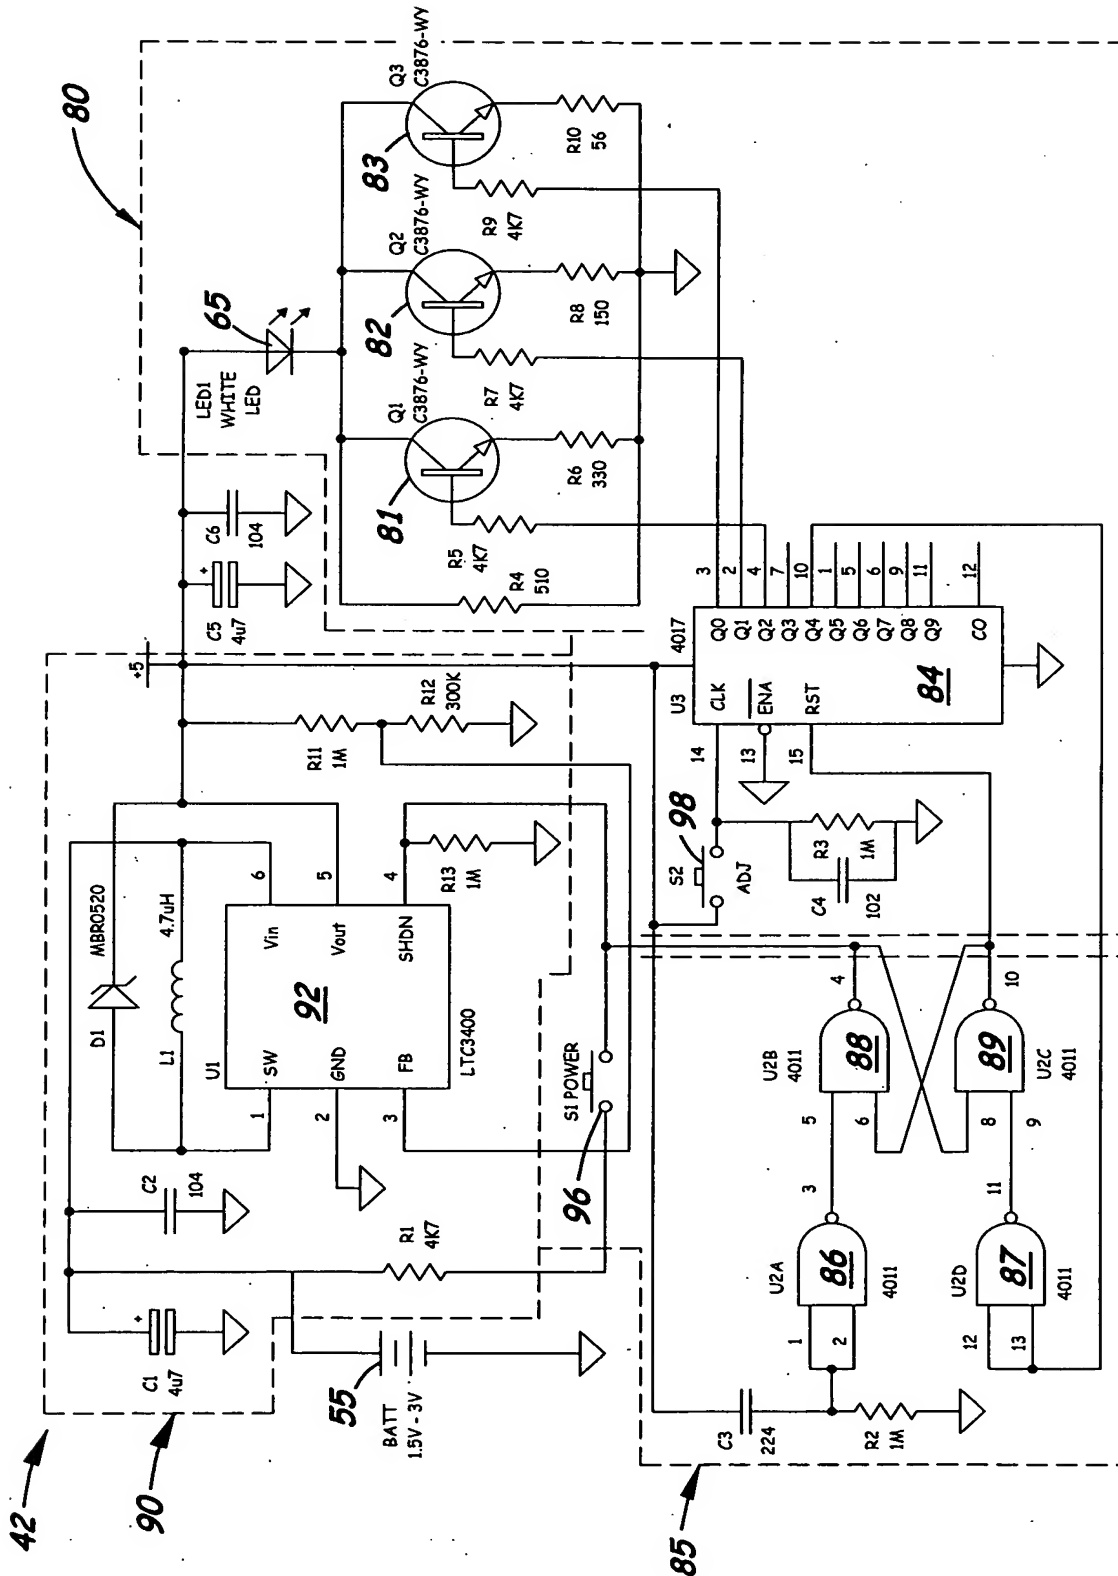 42
90
80
85
C1
4u7
+
C2
104
D1
MBR0520
L1
4.7uH
U1
SW
GND
FB
Vin
Vout
SHDN
92
LTC3400
1
2
3
6
5
4
R1
4K7
55
BATT
1.5V - 3V
S1 POWER
96
R13
1M
R11
1M
R12
300K
+5
C5
4u7
+
C6
104
LED1
WHITE
LED
65
Q1
C3876-WY
81
Q2
C3876-WY
82
Q3
C3876-WY
83
R4
510
R5
4K7
R6
330
R7
4K7
R8
150
R9
4K7
R10
56
C3
224
R2
1M
U2A
4011
86
1
2
3
U2D
4011
87
12
13
11
U2B
4011
88
5
6
4
U2C
4011
89
8
9
10
S2
ADJ
98
C4
102
R3
1M
14
13
15
U3
4017
CLK
ENA
RST
84
Q0
Q1
Q2
Q3
Q4
Q5
Q6
Q7
Q8
Q9
CO
3
2
4
7
10
1
5
6
9
11
12